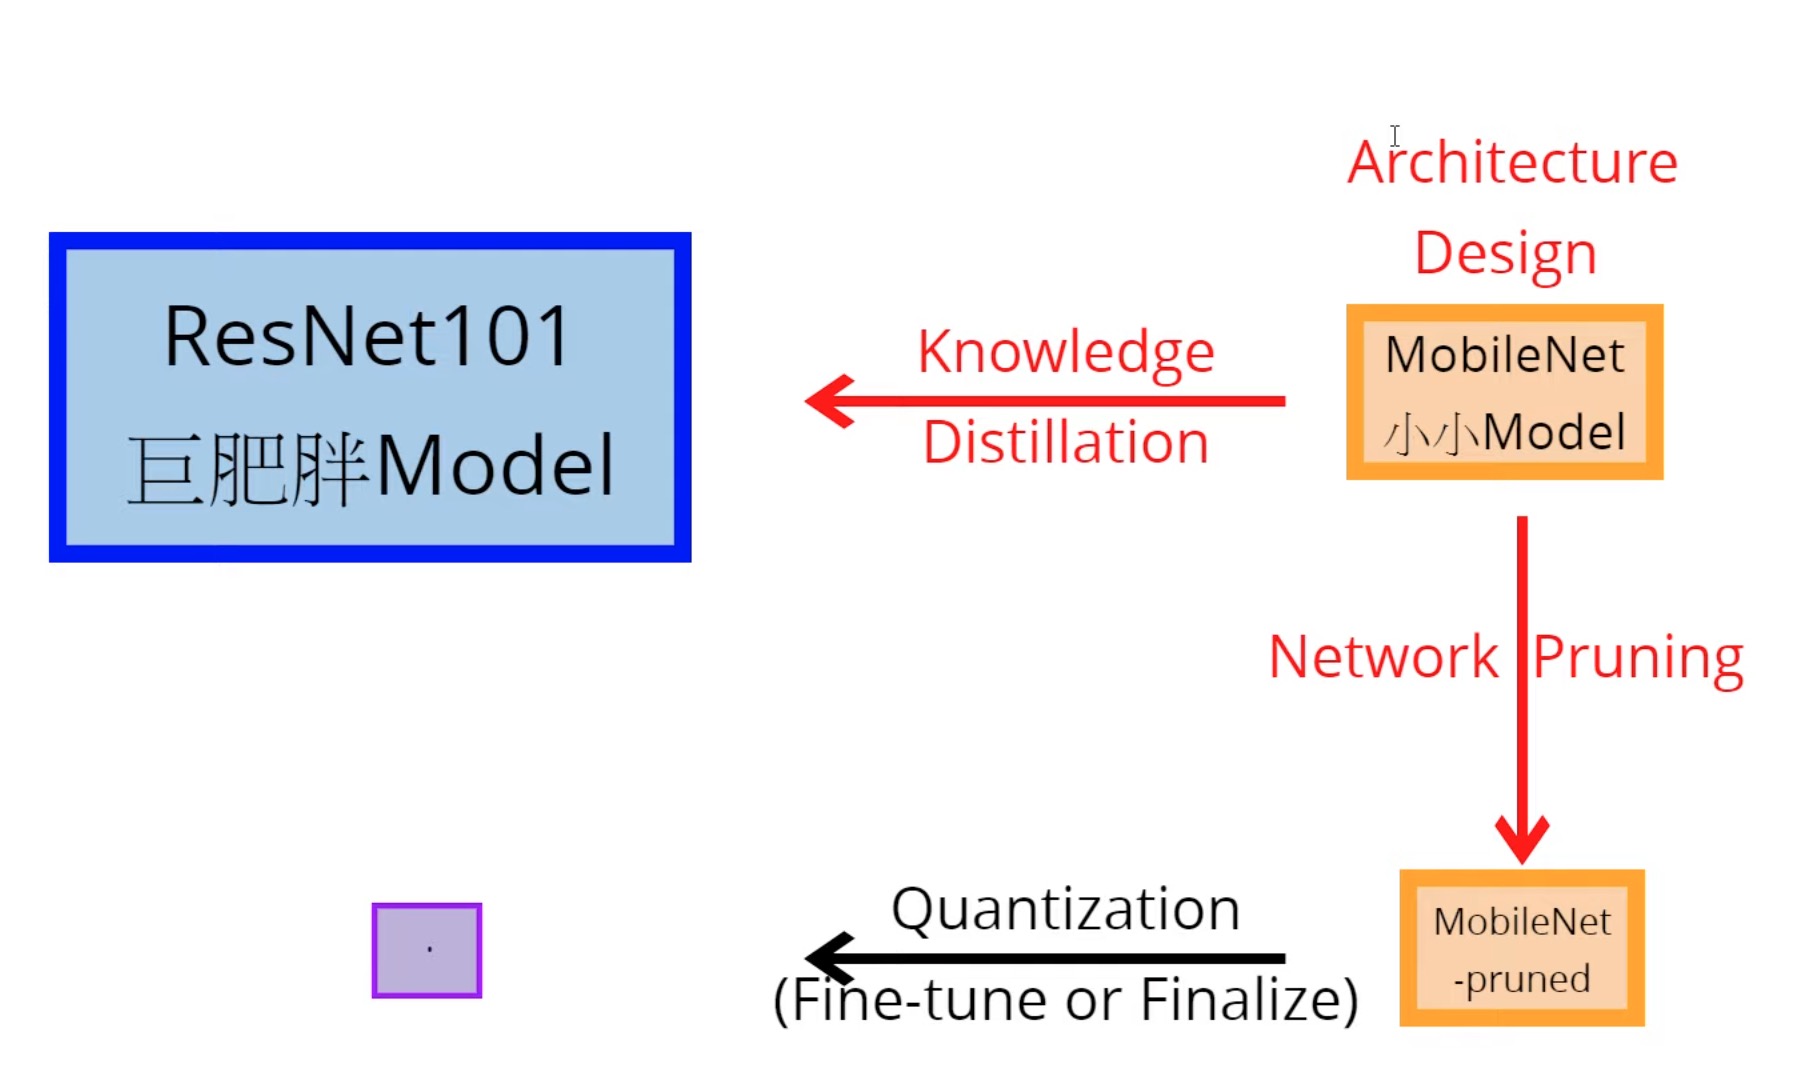 Architecture
Design
ResNet101
巨肥胖Model
Knowledge
Distillation
MobileNet
小小Model
Network Pruning
Quantization
(Fine-tune or Finalize)
MobileNet
-pruned
.